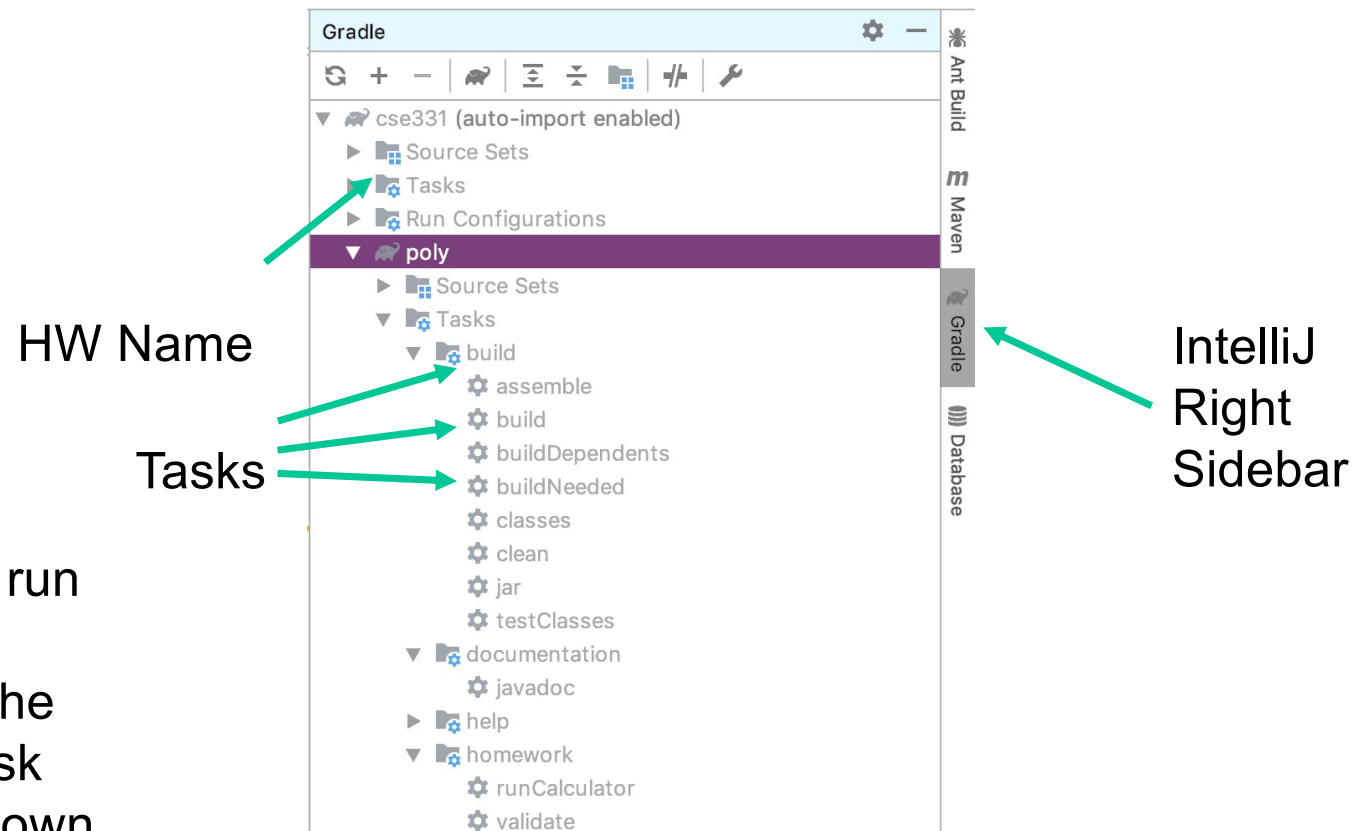 Gradle
cse331 (auto-import enabled)
Source Sets
Tasks
Run Configurations
poly
Source Sets
Tasks
build
assemble
build
buildDependents
buildNeeded
classes
clean
jar
testClasses
documentation
javadoc
help
homework
runCalculator
validate
Ant Build
m Maven
Gradle
Database
HW Name
Tasks
run
he
sk
own
IntelliJ
Right
Sidebar